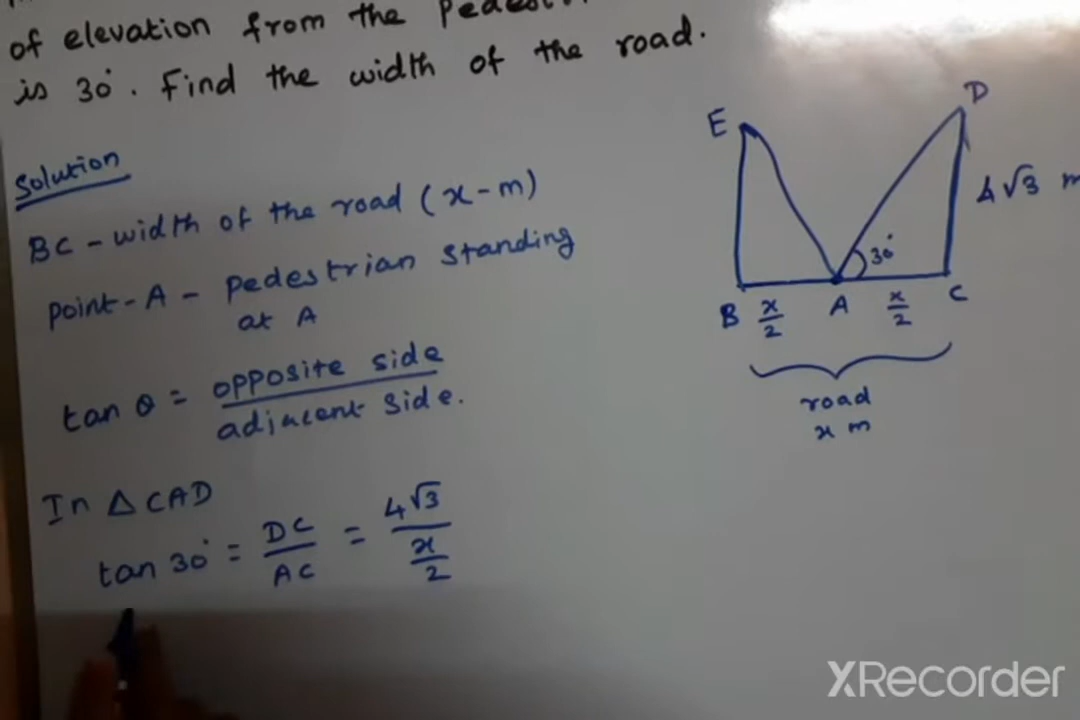 of elevation from the
is 30°. Find the width of the road.
Solution
BC - width of the road (x-m)
point-A - pedestrian standing
at A
tan θ = opposite side / adjacent side.
In △ CAD
tan 30° = DC / AC = 4√3 / x/2
E
D
4√3 m
30°
B x/2 A x/2 C
road
x m
XRecorder